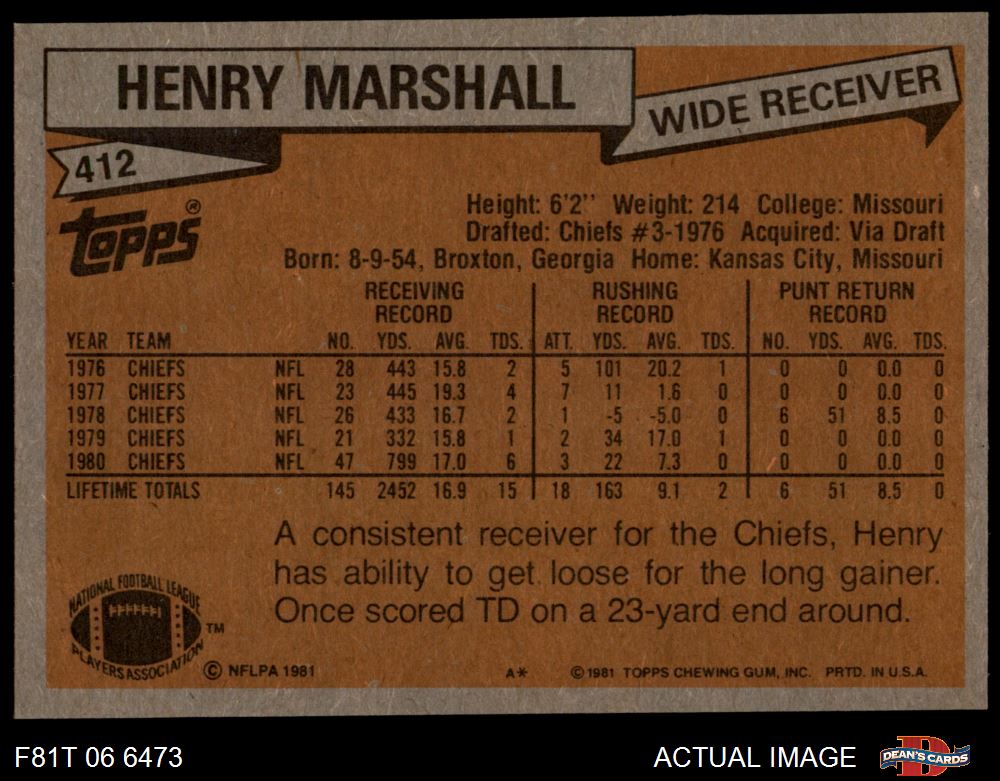 HENRY MARSHALL
WIDE RECEIVER
412
Topps®
Height: 6'2'' Weight: 214 College: Missouri
Drafted: Chiefs #3-1976 Acquired: Via Draft
Born: 8-9-54, Broxton, Georgia Home: Kansas City, Missouri
RECEIVING RECORD RUSHING RECORD PUNT RETURN RECORD
YEAR TEAM NO. YDS. AVG. TDS. ATT. YDS. AVG. TDS. NO. YDS. AVG. TDS.
1976 CHIEFS NFL 28 443 15.8 2 5 101 20.2 1 0 0 0.0 0
1977 CHIEFS NFL 23 445 19.3 4 7 11 1.6 0 0 0 0.0 0
1978 CHIEFS NFL 26 433 16.7 2 1 -5 -5.0 0 6 51 8.5 0
1979 CHIEFS NFL 21 332 15.8 1 2 34 17.0 1 0 0 0.0 0
1980 CHIEFS NFL 47 799 17.0 6 3 22 7.3 0 0 0 0.0 0
LIFETIME TOTALS 145 2452 16.9 15 18 163 9.1 2 6 51 8.5 0
A consistent receiver for the Chiefs, Henry
has ability to get loose for the long gainer.
Once scored TD on a 23-yard end around.
NATIONAL FOOTBALL LEAGUE
PLAYERS ASSOCIATION
TM
© NFLPA 1981
A*
© 1981 TOPPS CHEWING GUM, INC. PRTD. IN U.S.A.
F81T 06 6473
ACTUAL IMAGE
D
DEAN'S CARDS